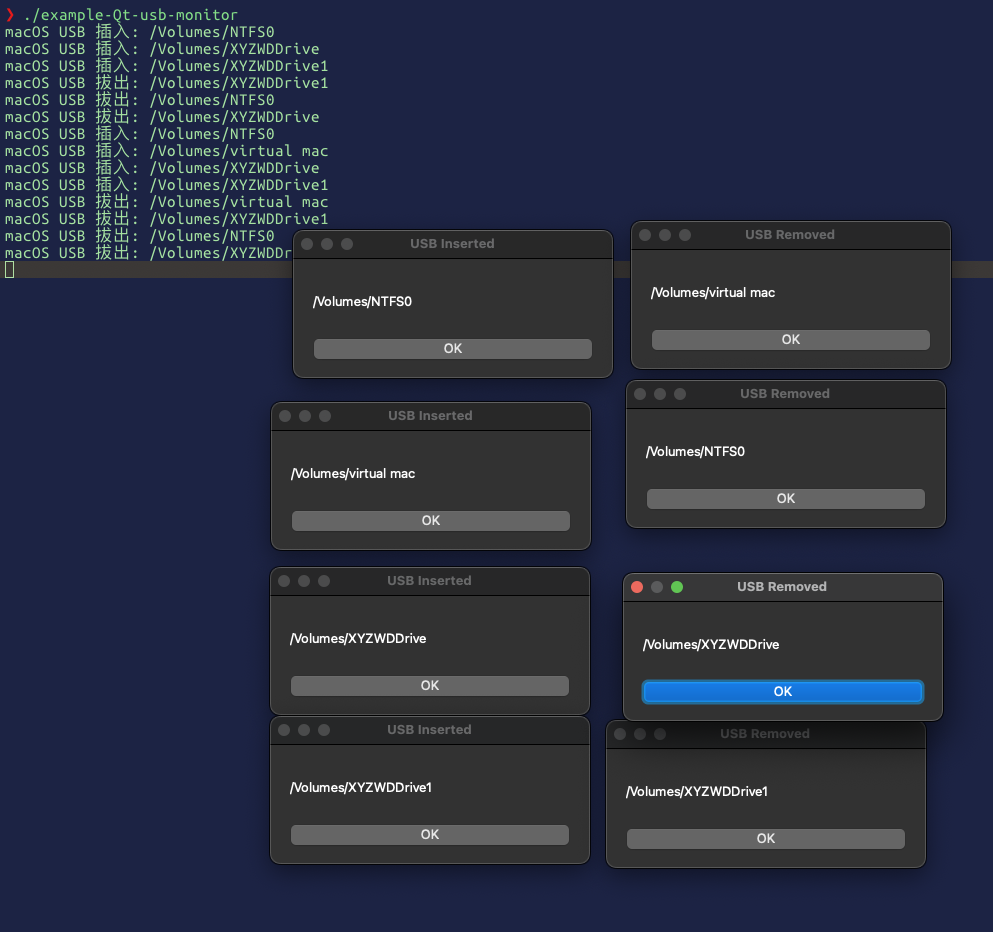 ❯ ./example-Qt-usb-monitor
macOS USB 插入: /Volumes/NTFS0
macOS USB 插入: /Volumes/XYZWDDrive
macOS USB 插入: /Volumes/XYZWDDrive1
macOS USB 拔出: /Volumes/XYZWDDrive1
macOS USB 拔出: /Volumes/NTFS0
macOS USB 拔出: /Volumes/XYZWDDrive
macOS USB 插入: /Volumes/NTFS0
macOS USB 插入: /Volumes/virtual mac
macOS USB 插入: /Volumes/XYZWDDrive
macOS USB 插入: /Volumes/XYZWDDrive1
macOS USB 拔出: /Volumes/virtual mac
macOS USB 拔出: /Volumes/XYZWDDrive1
macOS USB 拔出: /Volumes/NTFS0
macOS USB 拔出: /Volumes/XYZWDDr
USB Inserted
/Volumes/NTFS0
OK
USB Removed
/Volumes/virtual mac
OK
USB Inserted
/Volumes/virtual mac
OK
USB Removed
/Volumes/NTFS0
OK
USB Inserted
/Volumes/XYZWDDrive
OK
USB Removed
/Volumes/XYZWDDrive
OK
USB Inserted
/Volumes/XYZWDDrive1
OK
USB Removed
/Volumes/XYZWDDrive1
OK